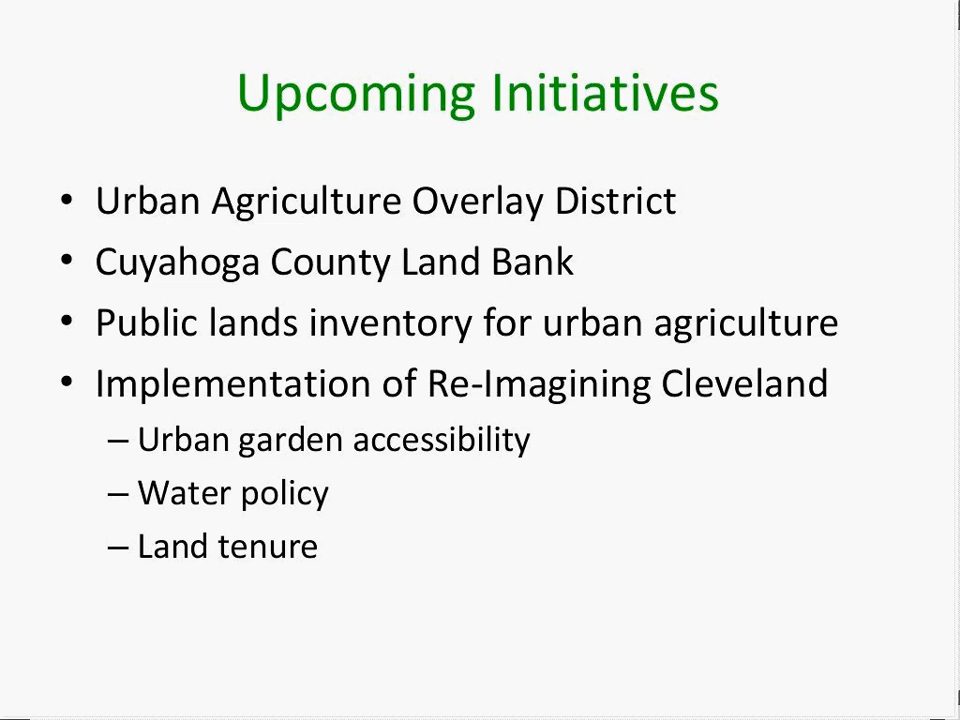 Upcoming Initiatives
• Urban Agriculture Overlay District
• Cuyahoga County Land Bank
• Public lands inventory for urban agriculture
• Implementation of Re-Imagining Cleveland
– Urban garden accessibility
– Water policy
– Land tenure